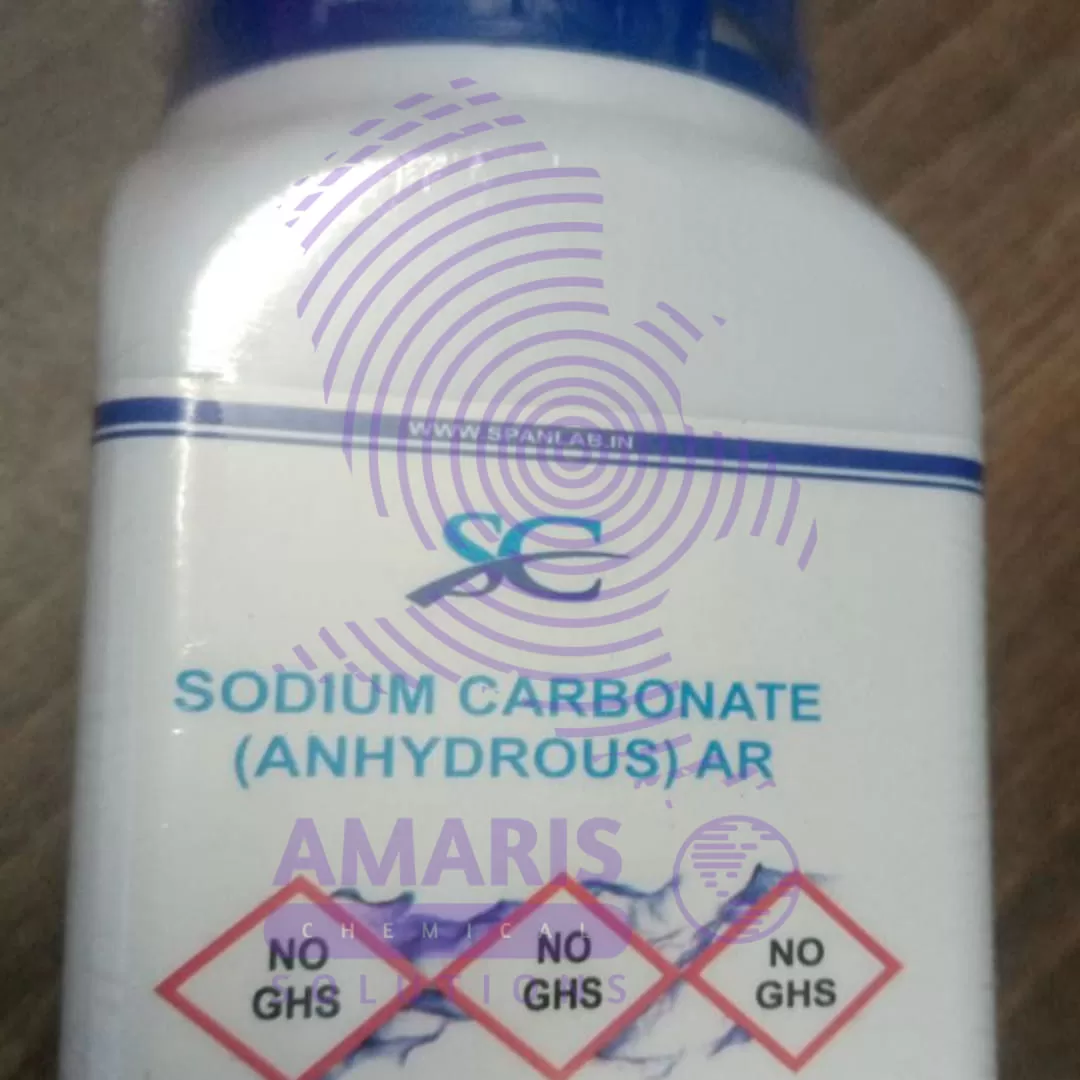 WWW.SPANLAB.IN
SC
SODIUM CARBONATE
(ANHYDROUS) AR
AMARIS
CHEMICAL
SOLUTIONS
NO
GHS
NO
GHS
NO
GHS